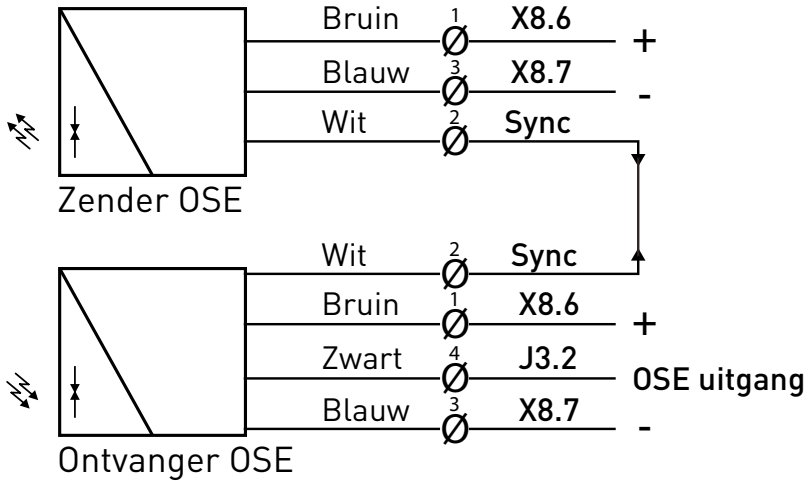 Bruin 1 X8.6 +
Blauw 3 X8.7 -
Wit 2 Sync
Zender OSE
Wit 2 Sync
Bruin 1 X8.6 +
Zwart 4 J3.2 OSE uitgang
Blauw 3 X8.7 -
Ontvanger OSE